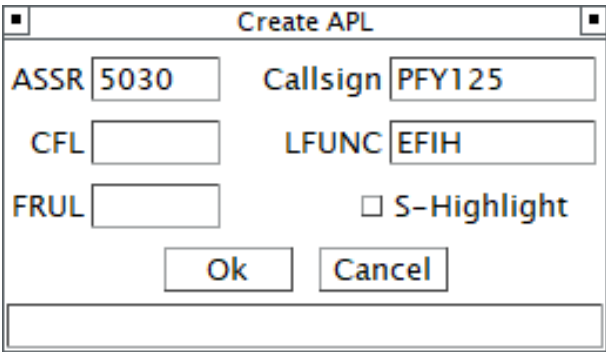 Create APL
ASSR 5030 Callsign PFY125
CFL LFUNC EFIH
FRUL S-Highlight
Ok Cancel